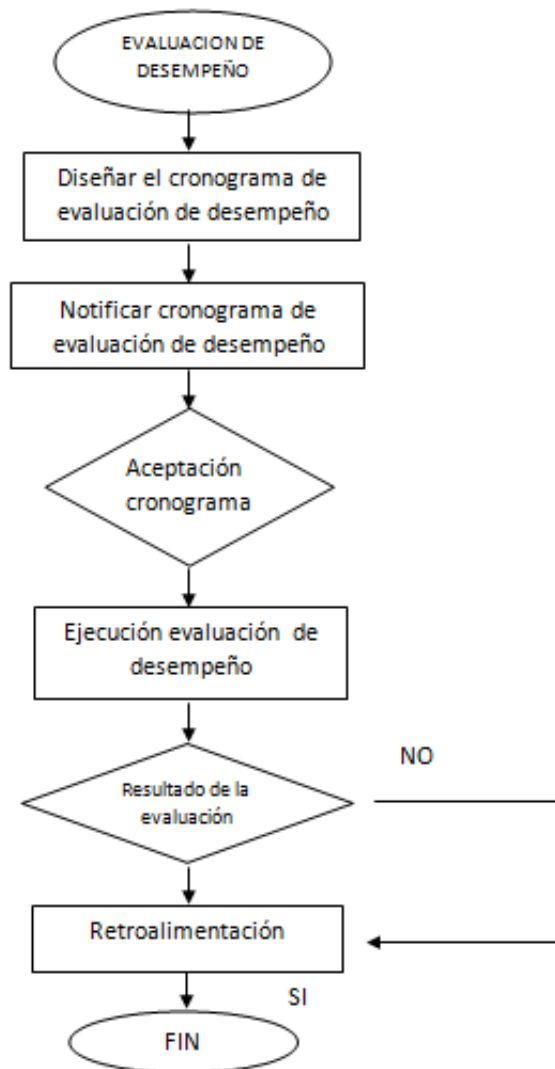 EVALUACION DE
DESEMPEÑO
Diseñar el cronograma de
evaluación de desempeño
Notificar cronograma de
evaluación de desempeño
Aceptación
cronograma
Ejecución evaluación de
desempeño
NO
Resultado de la
evaluación
Retroalimentación
SI
FIN